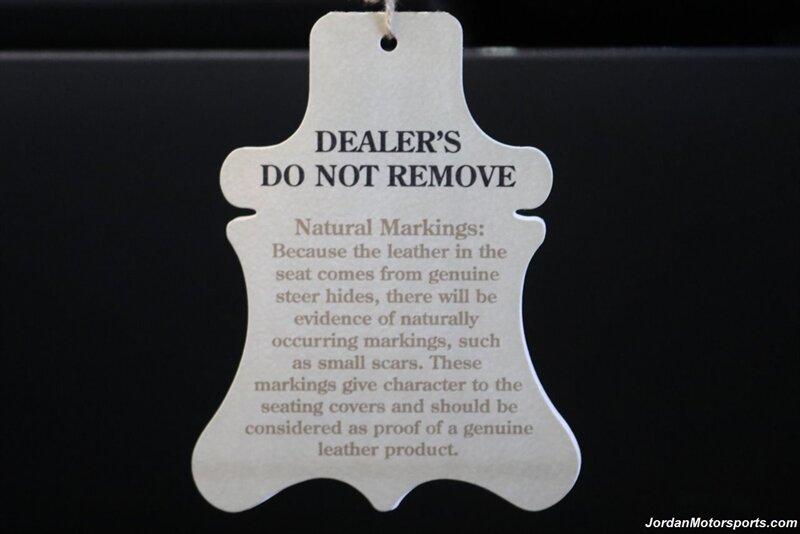 DEALER'S
DO NOT REMOVE
Natural Markings:
Because the leather in the
seat comes from genuine
steer hides, there will be
evidence of naturally
occurring markings, such
as small scars. These
markings give character to the
seating covers and should be
considered as proof of a genuine
leather product.
JordanMotorsports.com